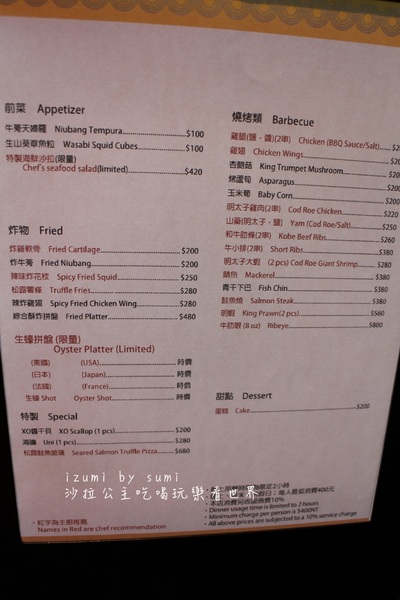 前菜 Appetizer
牛蒡天婦羅 Niubang Tempura $100
生山葵章魚粒 Wasabi Squid Cubes $100
特製海鮮沙拉(限量)
Chef's seafood salad(limited) $420
炸物 Fried
炸雞軟骨 Fried Cartilage $200
炸牛蒡 Fried Niubang $200
辣味炸花枝 Spicy Fried Squid $250
松露薯條 Truffle Fries $280
辣炸雞翅 Spicy Fried Chicken Wing $280
綜合酥炸拼盤 Fried Platter $480
生蠔拼盤 (限量)
Oyster Platter (Limited)
(美國) (USA) 時價
(日本) (Japan) 時價
(法國) (France) 時價
生蠔 Shot Oyster Shot 時價
特製 Special
XO醬干貝 XO Scallop (1 pcs) $200
海膽 Uni (1 pcs) $280
松露鮭魚脆薩 Seared Salmon Truffle Pizza $680
燒烤類 Barbecue
雞腿(鹽、醬)(2串) Chicken (BBQ Sauce/Salt)
雞翅 Chicken Wings
杏鮑菇 King Trumpet Mushroom
烤蘆筍 Asparagus $200
玉米筍 Baby Corn $200
明太子雞肉(2串) Cod Roe Chicken $220
山藥(明太子、鹽) Yam (Cod Roe/Salt) $250
和牛肋條(2串) Kobe Beef Ribs $260
牛小排(2串) Short Ribs $380
明太子大蝦 (2 pcs) Cod Roe Giant Shrimp $280
鯖魚 Mackerel $380
青干下巴 Fish Chin $380
鮭魚排 Salmon Steak $380
明蝦 King Prawn(2 pcs) $560
牛肋眼 (8 oz) Ribeye $800
甜點 Dessert
蛋糕 Cake $200
izumi by sumi
沙拉公主吃喝玩樂看世界
・紅字為主廚推薦
Names in Red are chef recommendation
・Dinner usage time is limited to 2 hours
・Minimum charge per person is $400NT
・All above prices are subjected to a 10% service charge